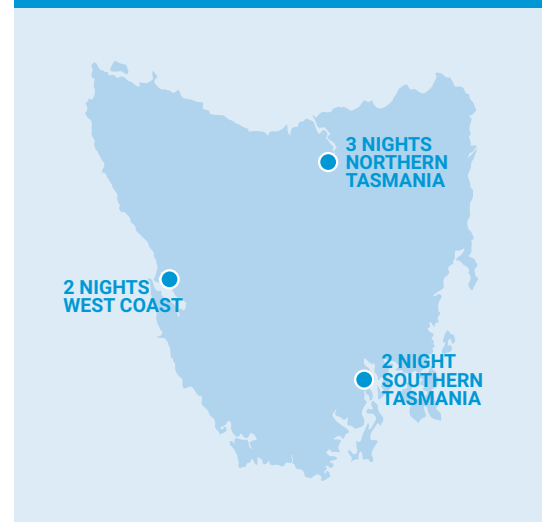 3 NIGHTS
NORTHERN
TASMANIA
2 NIGHTS
WEST COAST
2 NIGHT
SOUTHERN
TASMANIA